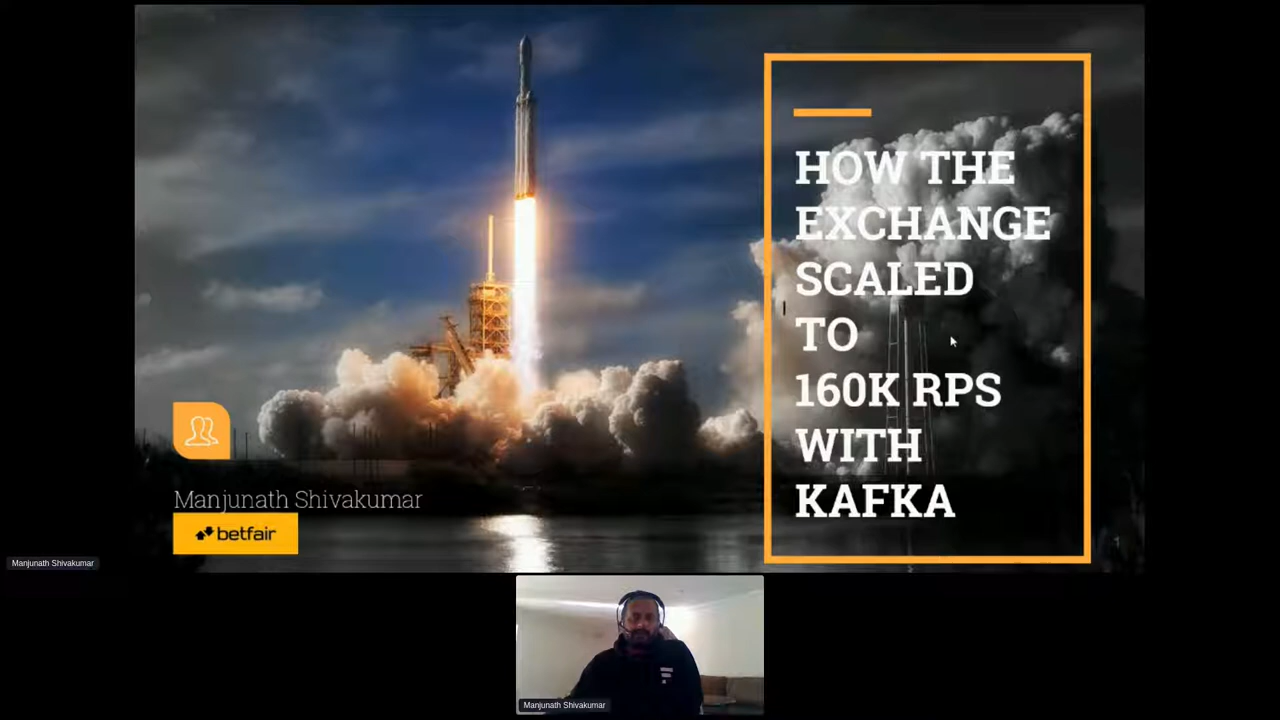 HOW THE
EXCHANGE
SCALED
TO
160K RPS
WITH
KAFKA
Manjunath Shivakumar
betfair
Manjunath Shivakumar
Manjunath Shivakumar